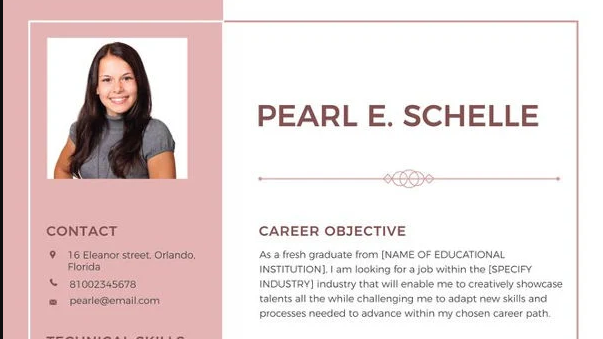 PEARL E. SCHELLE
CONTACT
16 Eleanor street, Orlando,
Florida
81002345678
pearle@email.com
TECHNICAL SKILLS
CAREER OBJECTIVE
As a fresh graduate from [NAME OF EDUCATIONAL
INSTITUTION], I am looking for a job within the [SPECIFY
INDUSTRY] industry that will enable me to creatively showcase
talents all the while challenging me to adapt new skills and
processes needed to advance within my chosen career path.